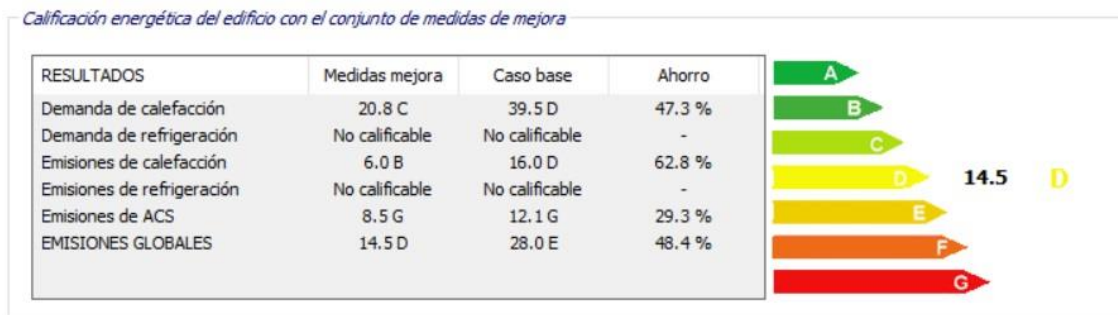 Calificación energética del edificio con el conjunto de medidas de mejora
RESULTADOS Medidas mejora Caso base Ahorro
Demanda de calefacción 20.8 C 39.5 D 47.3 %
Demanda de refrigeración No calificable No calificable -
Emisiones de calefacción 6.0 B 16.0 D 62.8 %
Emisiones de refrigeración No calificable No calificable -
Emisiones de ACS 8.5 G 12.1 G 29.3 %
EMISIONES GLOBALES 14.5 D 28.0 E 48.4 %
A
B
C
D 14.5 D
E
F
G